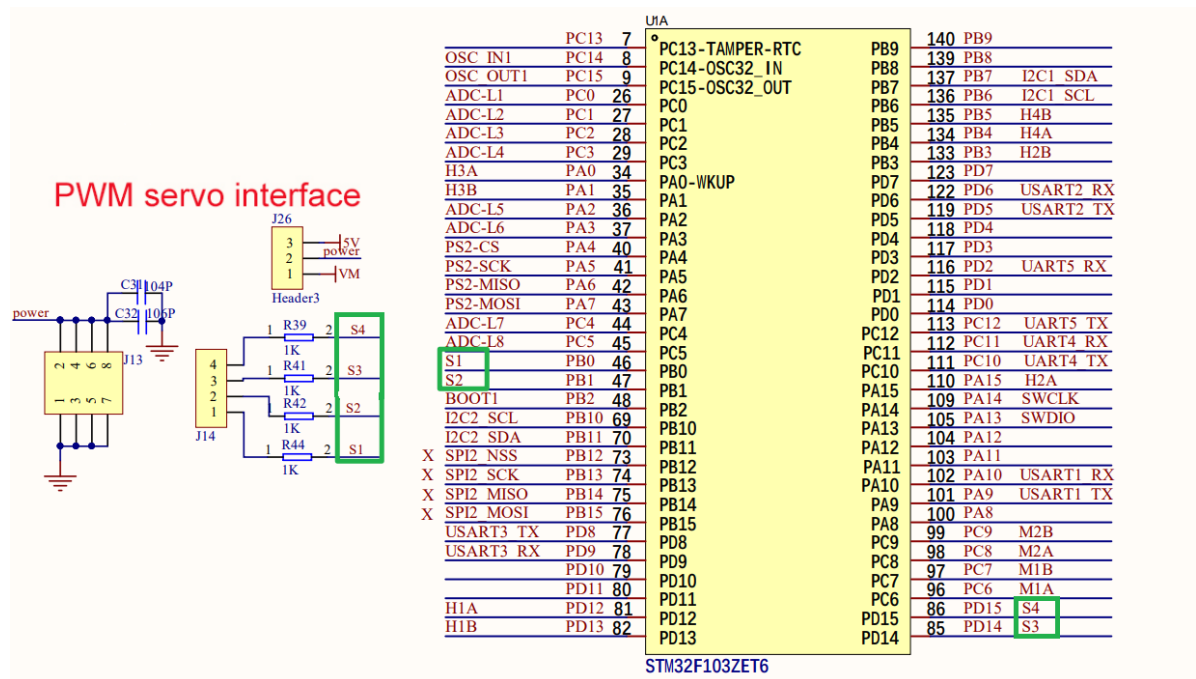 PWM servo interface
J26
3 5V
2 power
1 VM
Header3
C31 104P
power C32 106P
2 4 6 8 J13
1 3 5 7
1 R39 2 S4
1K
4 1 R41 2 S3
3 1K
2 1 R42 2 S2
1 1K
J14
1 R44 2 S1
1K
U1A
PC13 7 PC13-TAMPER-RTC PB9 140 PB9
OSC_IN1 PC14 8 PC14-OSC32_IN PB8 139 PB8
OSC_OUT1 PC15 9 PC15-OSC32_OUT PB7 137 PB7 I2C1_SDA
ADC-L1 PC0 26 PC0 PB6 136 PB6 I2C1_SCL
ADC-L2 PC1 27 PC1 PB5 135 PB5 H4B
ADC-L3 PC2 28 PC2 PB4 134 PB4 H4A
ADC-L4 PC3 29 PC3 PB3 133 PB3 H2B
H3A PA0 34 PA0-WKUP PD7 123 PD7
H3B PA1 35 PA1 PD6 122 PD6 USART2_RX
ADC-L5 PA2 36 PA2 PD5 119 PD5 USART2_TX
ADC-L6 PA3 37 PA3 PD4 118 PD4
PS2-CS PA4 40 PA4 PD3 117 PD3
PS2-SCK PA5 41 PA5 PD2 116 PD2 UART5_RX
PS2-MISO PA6 42 PA6 PD1 115 PD1
PS2-MOSI PA7 43 PA7 PD0 114 PD0
ADC-L7 PC4 44 PC4 PC12 113 PC12 UART5_TX
ADC-L8 PC5 45 PC5 PC11 112 PC11 UART4_RX
S1 PB0 46 PB0 PC10 111 PC10 UART4_TX
S2 PB1 47 PB1 PA15 110 PA15 H2A
BOOT1 PB2 48 PB2 PA14 109 PA14 SWCLK
I2C2_SCL PB10 69 PB10 PA13 105 PA13 SWDIO
I2C2_SDA PB11 70 PB11 PA12 104 PA12
X SPI2_NSS PB12 73 PB12 PA11 103 PA11
X SPI2_SCK PB13 74 PB13 PA10 102 PA10 USART1_RX
X SPI2_MISO PB14 75 PB14 PA9 101 PA9 USART1_TX
X SPI2_MOSI PB15 76 PB15 PA8 100 PA8
USART3_TX PD8 77 PD8 PC9 99 PC9 M2B
USART3_RX PD9 78 PD9 PC8 98 PC8 M2A
PD10 79 PD10 PC7 97 PC7 M1B
PD11 80 PD11 PC6 96 PC6 M1A
H1A PD12 81 PD12 PD15 86 PD15 S4
H1B PD13 82 PD13 PD14 85 PD14 S3
STM32F103ZET6